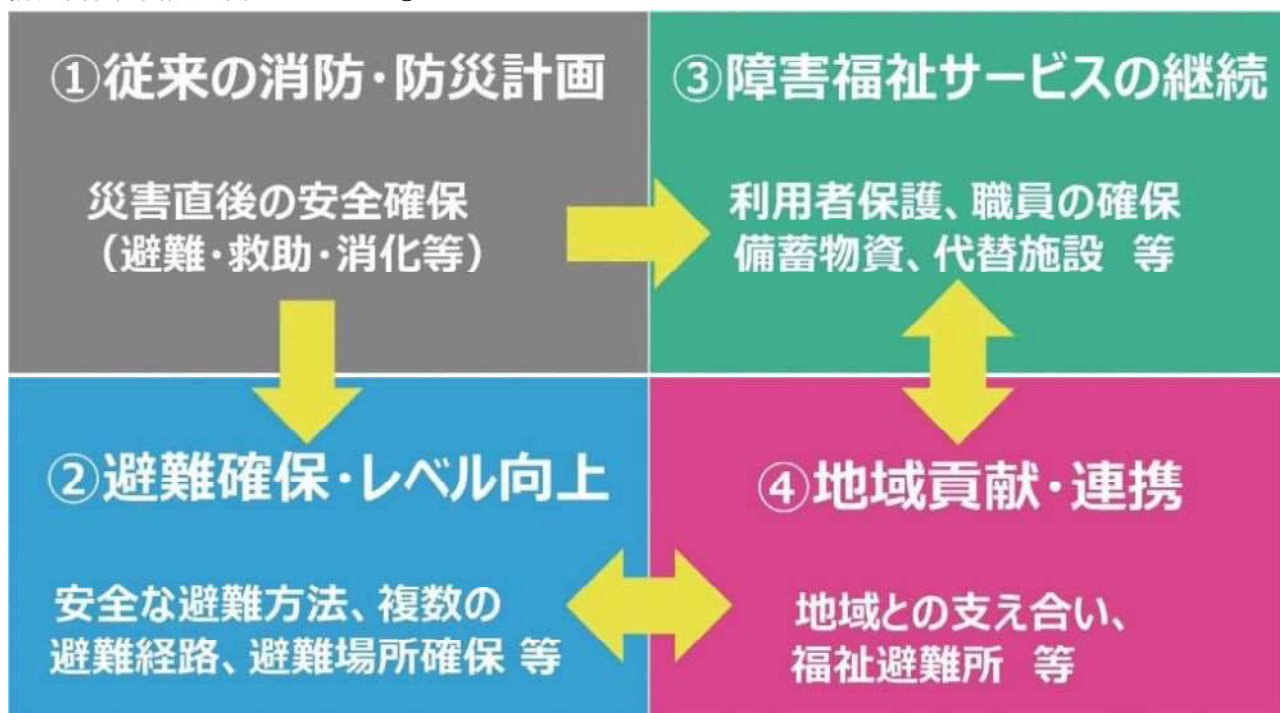 ①従来の消防・防災計画
災害直後の安全確保
（避難・救助・消化等）
③障害福祉サービスの継続
利用者保護、職員の確保
備蓄物資、代替施設 等
②避難確保・レベル向上
安全な避難方法、複数の
避難経路、避難場所確保 等
④地域貢献・連携
地域との支え合い、
福祉避難所 等